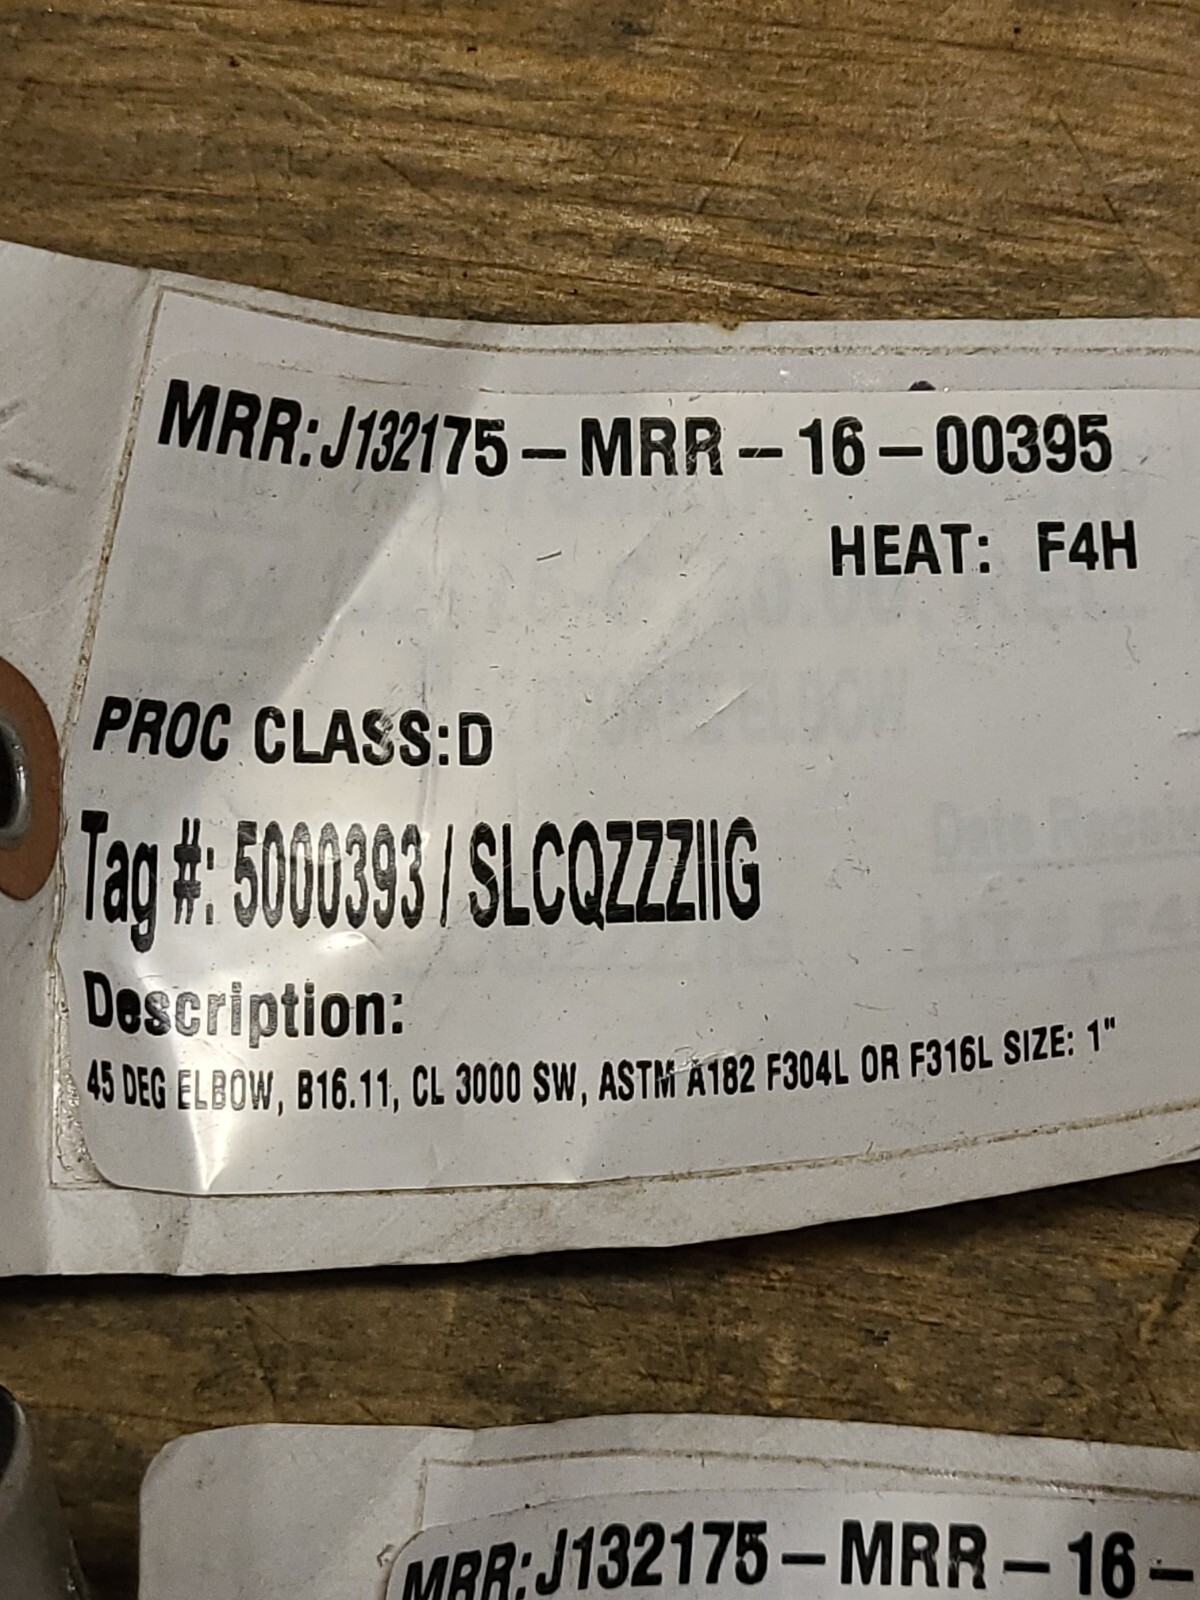 MRR:J132175-MRR-16-00395
HEAT: F4H
PROC CLASS:D
Tag #: 5000393 / SLCQZZZIIG
Description:
45 DEG ELBOW, B16.11, CL 3000 SW, ASTM A182 F304L OR F316L SIZE: 1"
MRR:J132175-MRR-16-